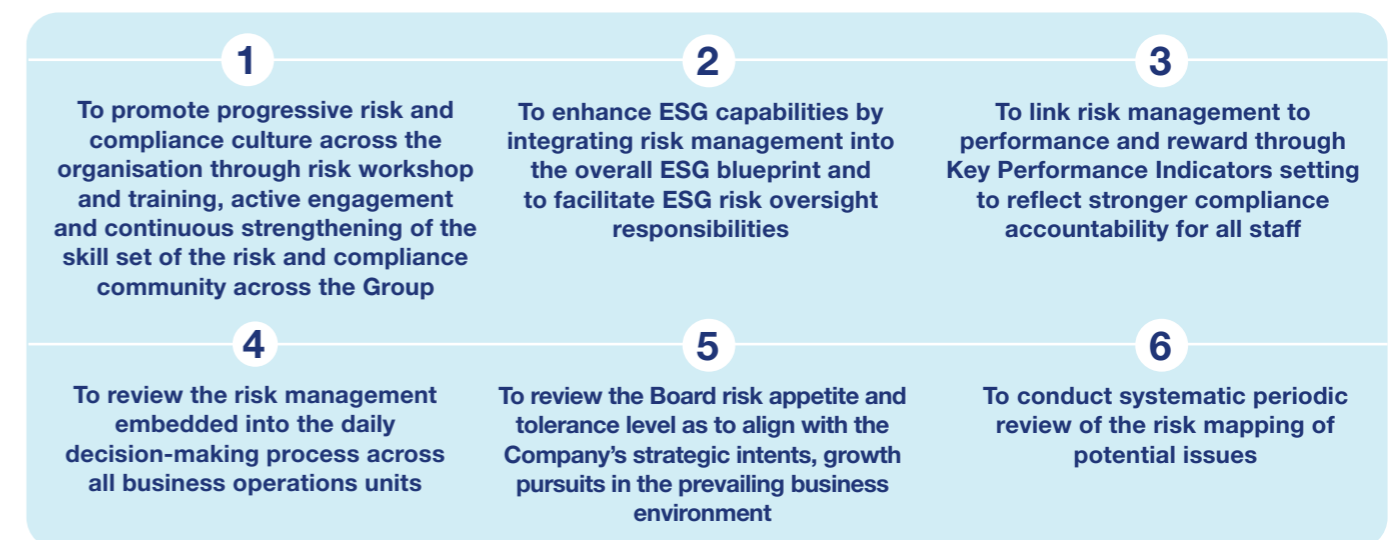 1
To promote progressive risk and
compliance culture across the
organisation through risk workshop
and training, active engagement
and continuous strengthening of the
skill set of the risk and compliance
community across the Group
2
To enhance ESG capabilities by
integrating risk management into
the overall ESG blueprint and
to facilitate ESG risk oversight
responsibilities
3
To link risk management to
performance and reward through
Key Performance Indicators setting
to reflect stronger compliance
accountability for all staff
4
To review the risk management
embedded into the daily
decision-making process across
all business operations units
5
To review the Board risk appetite and
tolerance level as to align with the
Company’s strategic intents, growth
pursuits in the prevailing business
environment
6
To conduct systematic periodic
review of the risk mapping of
potential issues